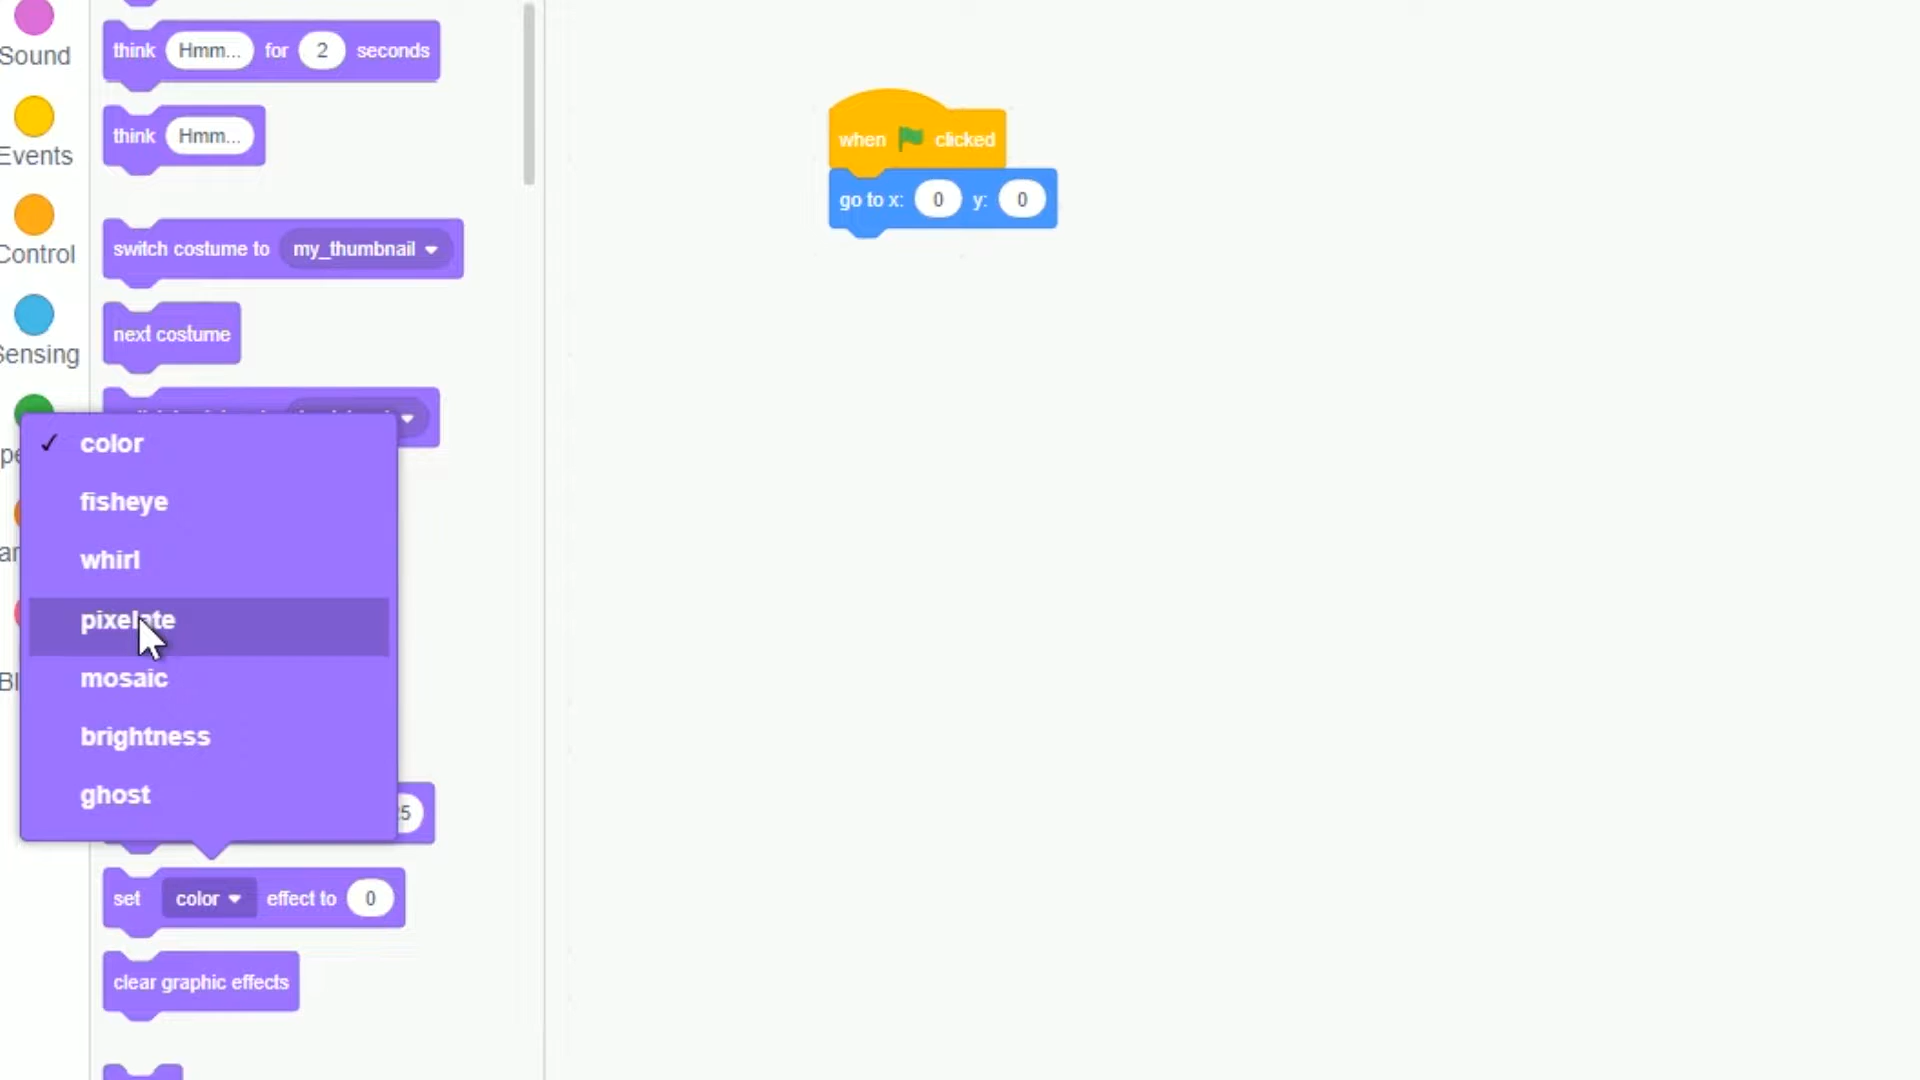 Sound
Events
Control
Sensing
think Hmm... for 2 seconds
think Hmm...
switch costume to my_thumbnail
next costume
✓ color
fisheye
whirl
pixelate
mosaic
brightness
ghost
set color effect to 0
clear graphic effects
when clicked
go to x: 0 y: 0